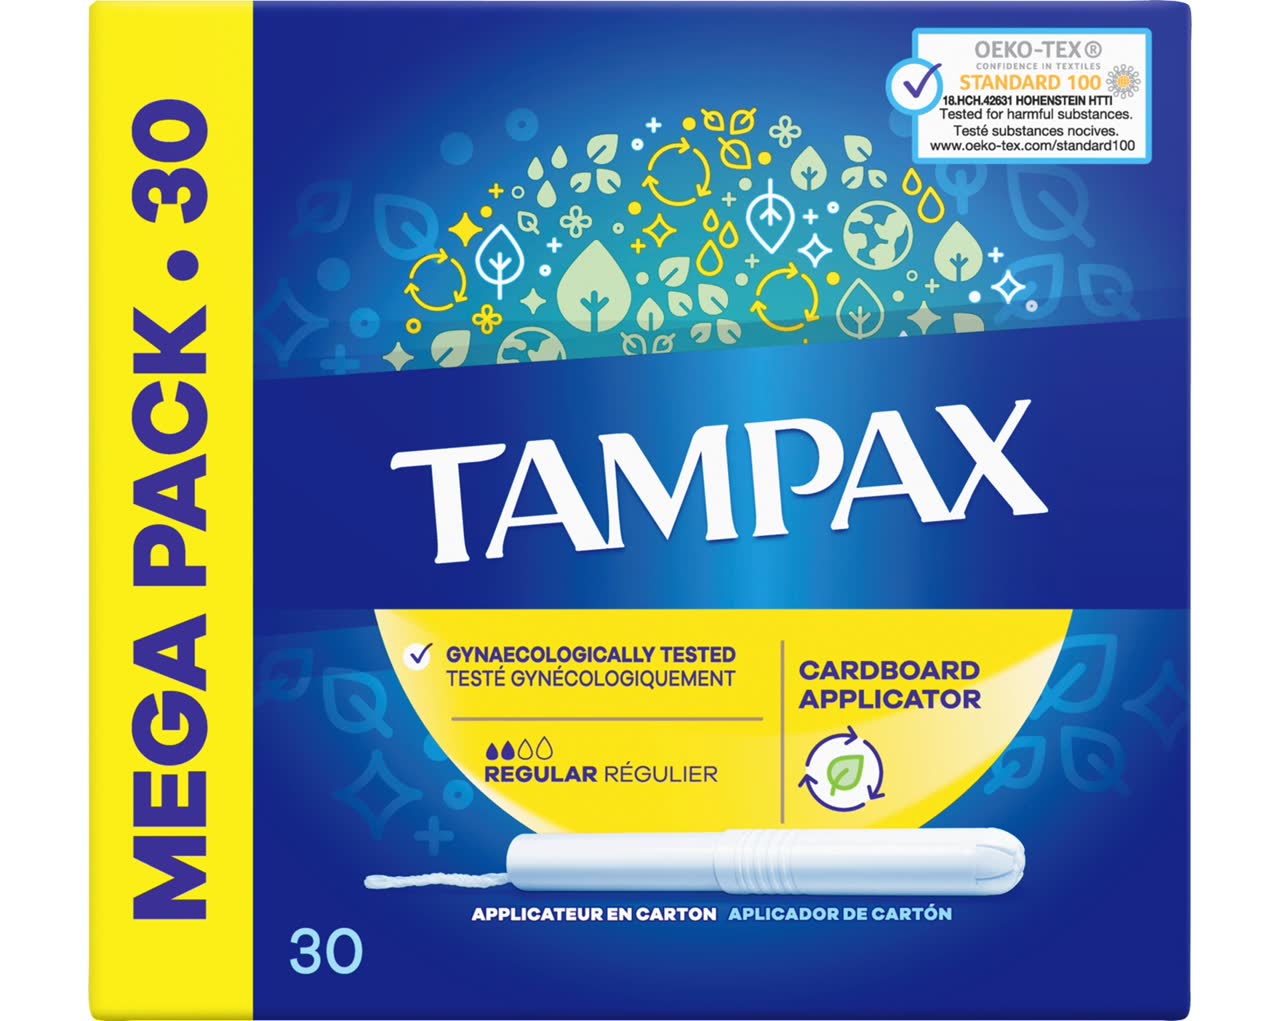 MEGA PACK • 30
OEKO-TEX®
CONFIDENCE IN TEXTILES
STANDARD 100
18.HCH.42631 HOHENSTEIN HTTI
Tested for harmful substances.
Testé substances nocives.
www.oeko-tex.com/standard100
TAMPAX
GYNAECOLOGICALLY TESTED
TESTÉ GYNÉCOLOGIQUEMENT
REGULAR RÉGULIER
CARDBOARD
APPLICATOR
APPLICATEUR EN CARTON APLICADOR DE CARTÓN
30